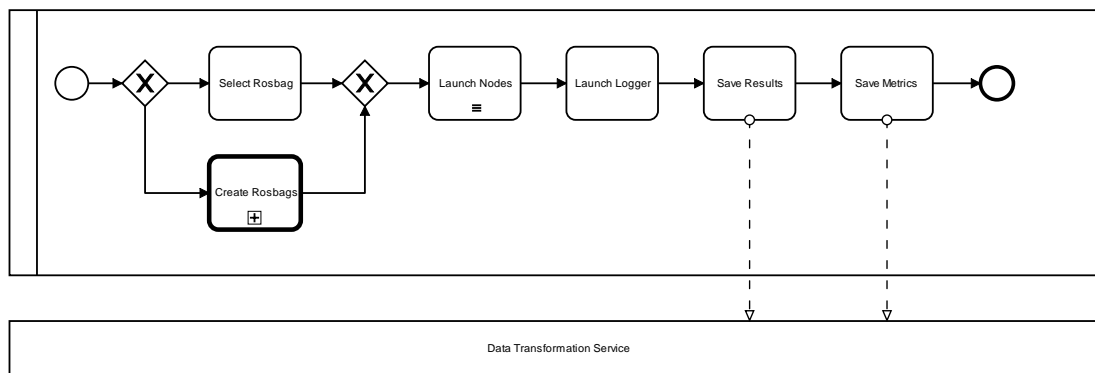 Select Rosbag
Launch Nodes
Launch Logger
Save Results
Save Metrics
Create Rosbags
Data Transformation Service